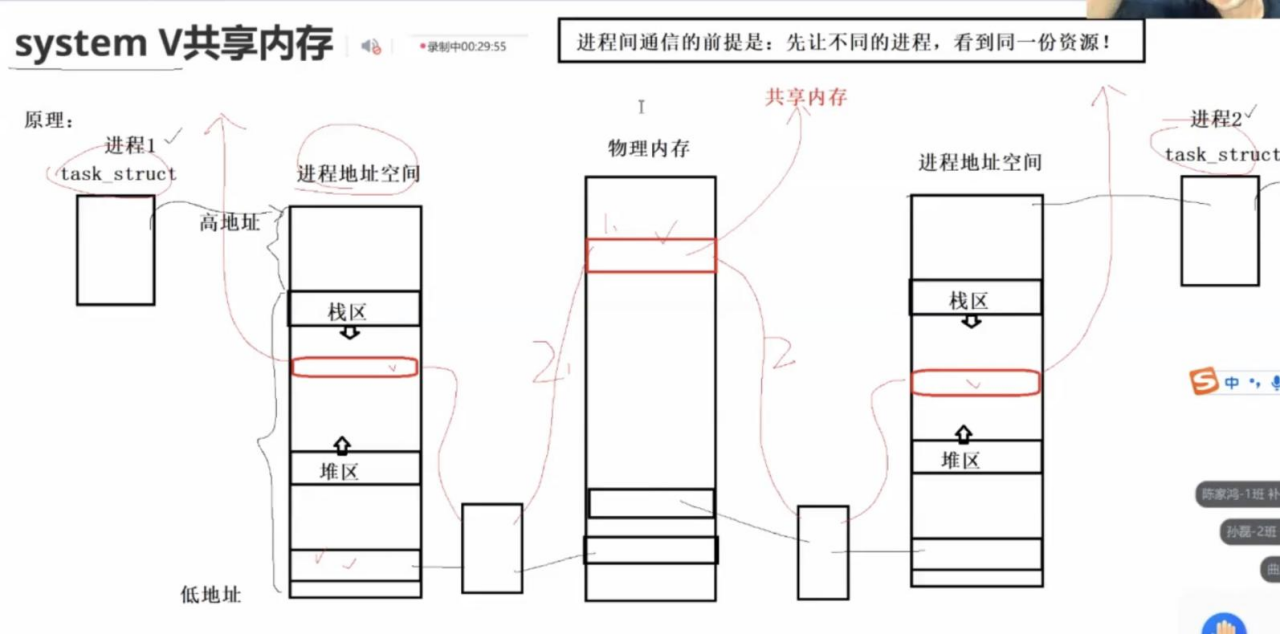 system V共享内存
录制中00:29:55
进程间通信的前提是：先让不同的进程，看到同一份资源！
共享内存
原理：
进程1
task_struct
进程地址空间
物理内存
进程地址空间
进程2
task_struct
高地址
1.
栈区
栈区
2.
2
中
堆区
堆区
陈家鸿-1班 补
孙磊-2班
曲
低地址